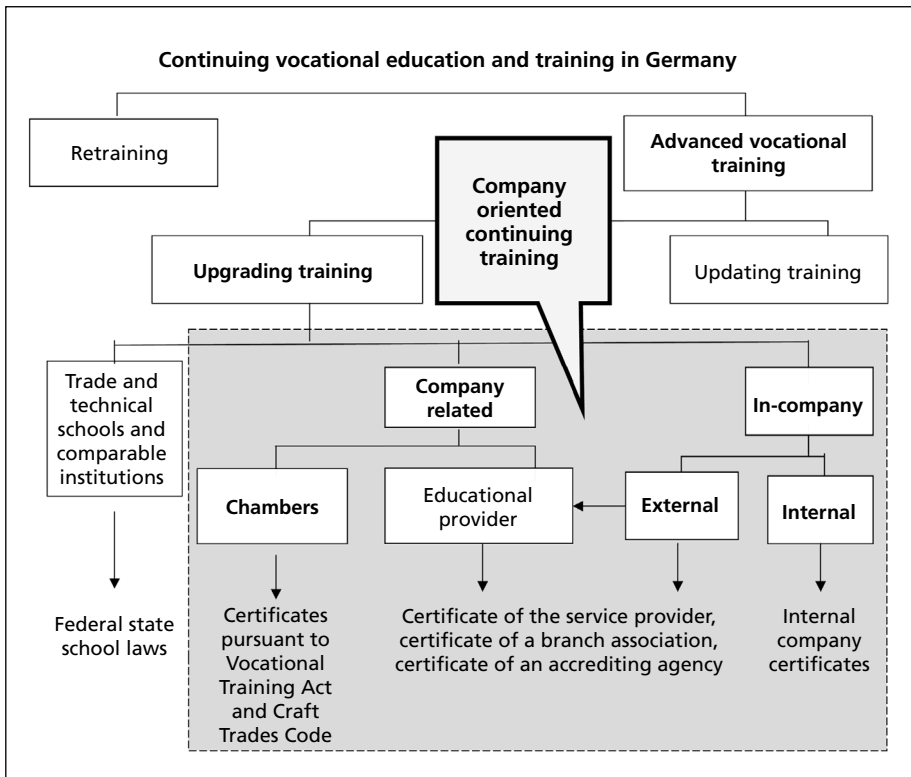 Continuing vocational education and training in Germany
Retraining
Advanced vocational
training
Company
oriented
continuing
training
Upgrading training
Updating training
Trade and
technical
schools and
comparable
institutions
Company
related
In-company
Chambers
Educational
provider
External
Internal
Federal state
school laws
Certificates
pursuant to
Vocational
Training Act
and Craft
Trades Code
Certificate of the service provider,
certificate of a branch association,
certificate of an accrediting agency
Internal
company
certificates